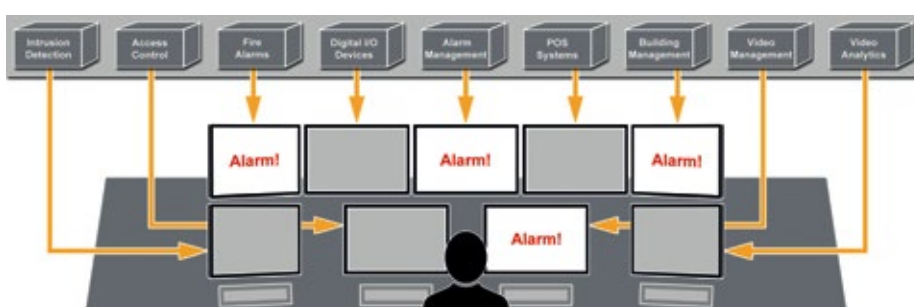 Intrusion
Detection
Access
Control
Fire
Alarms
Digital I/O
Devices
Alarm
Management
POS
Systems
Building
Management
Video
Management
Video
Analytics
Alarm!
Alarm!
Alarm!
Alarm!